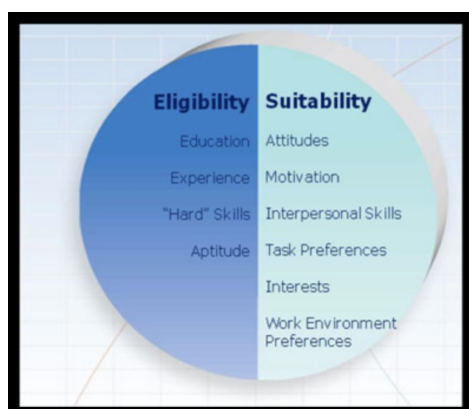 Eligibility
Education
Experience
"Hard" Skills
Aptitude
Suitability
Attitudes
Motivation
Interpersonal Skills
Task Preferences
Interests
Work Environment
Preferences